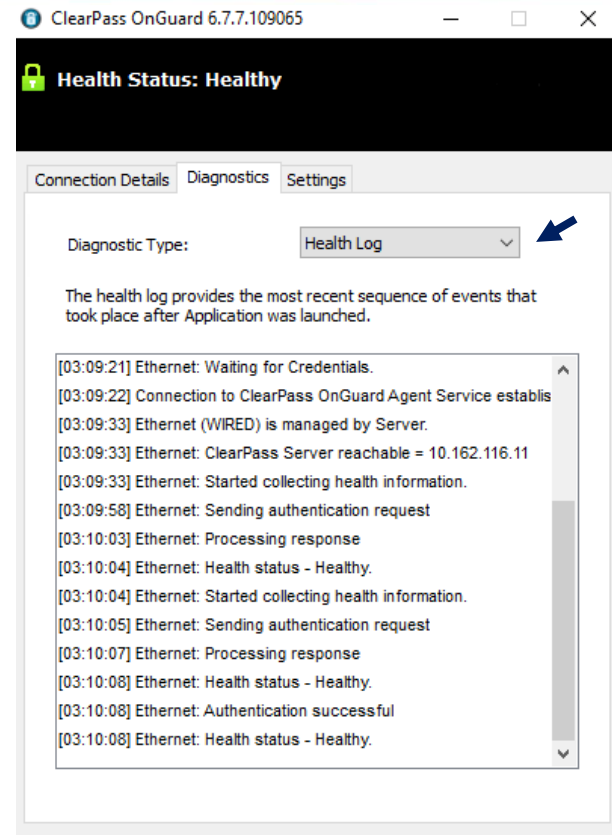 ClearPass OnGuard 6.7.7.109065
Health Status: Healthy
Connection Details Diagnostics Settings
Diagnostic Type: Health Log
The health log provides the most recent sequence of events that
took place after Application was launched.
[03:09:21] Ethernet: Waiting for Credentials.
[03:09:22] Connection to ClearPass OnGuard Agent Service establis
[03:09:33] Ethernet (WIRED) is managed by Server.
[03:09:33] Ethernet: ClearPass Server reachable = 10.162.116.11
[03:09:33] Ethernet: Started collecting health information.
[03:09:58] Ethernet: Sending authentication request
[03:10:03] Ethernet: Processing response
[03:10:04] Ethernet: Health status - Healthy.
[03:10:04] Ethernet: Started collecting health information.
[03:10:05] Ethernet: Sending authentication request
[03:10:07] Ethernet: Processing response
[03:10:08] Ethernet: Health status - Healthy.
[03:10:08] Ethernet: Authentication successful
[03:10:08] Ethernet: Health status - Healthy.